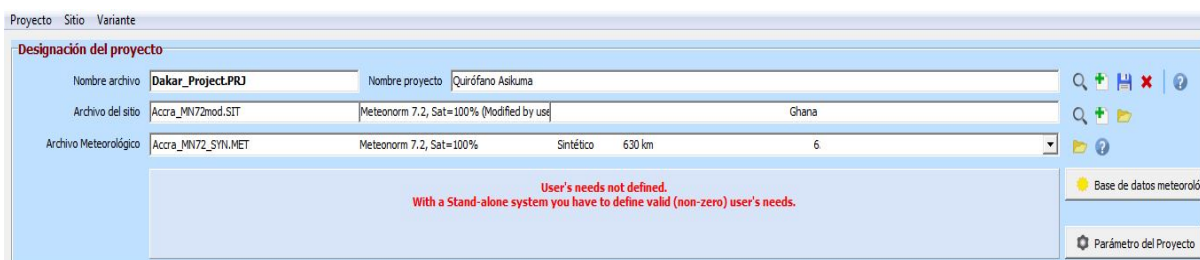 Proyecto Sitio Variante
Designación del proyecto
Nombre archivo Dakar_Project.PRJ Nombre proyecto Quirófano Asikuma
Archivo del sitio Accra_MN72mod.SIT Meteonorm 7.2, Sat=100% (Modified by use Ghana
Archivo Meteorológico Accra_MN72_SYN.MET Meteonorm 7.2, Sat=100% Sintético 630 km 6.
User's needs not defined.
With a Stand-alone system you have to define valid (non-zero) user's needs.
Base de datos meteoroló
Parámetro del Proyecto